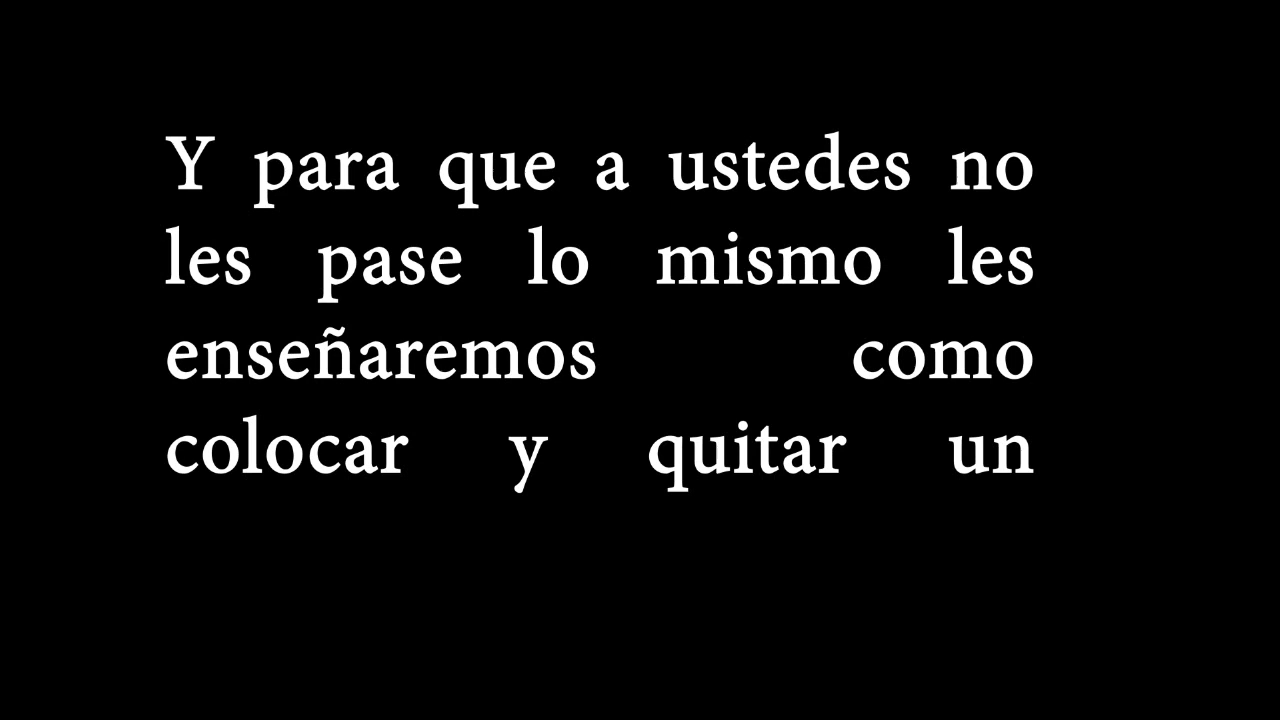 Y para que a ustedes no
les pase lo mismo les
enseñaremos como
colocar y quitar un